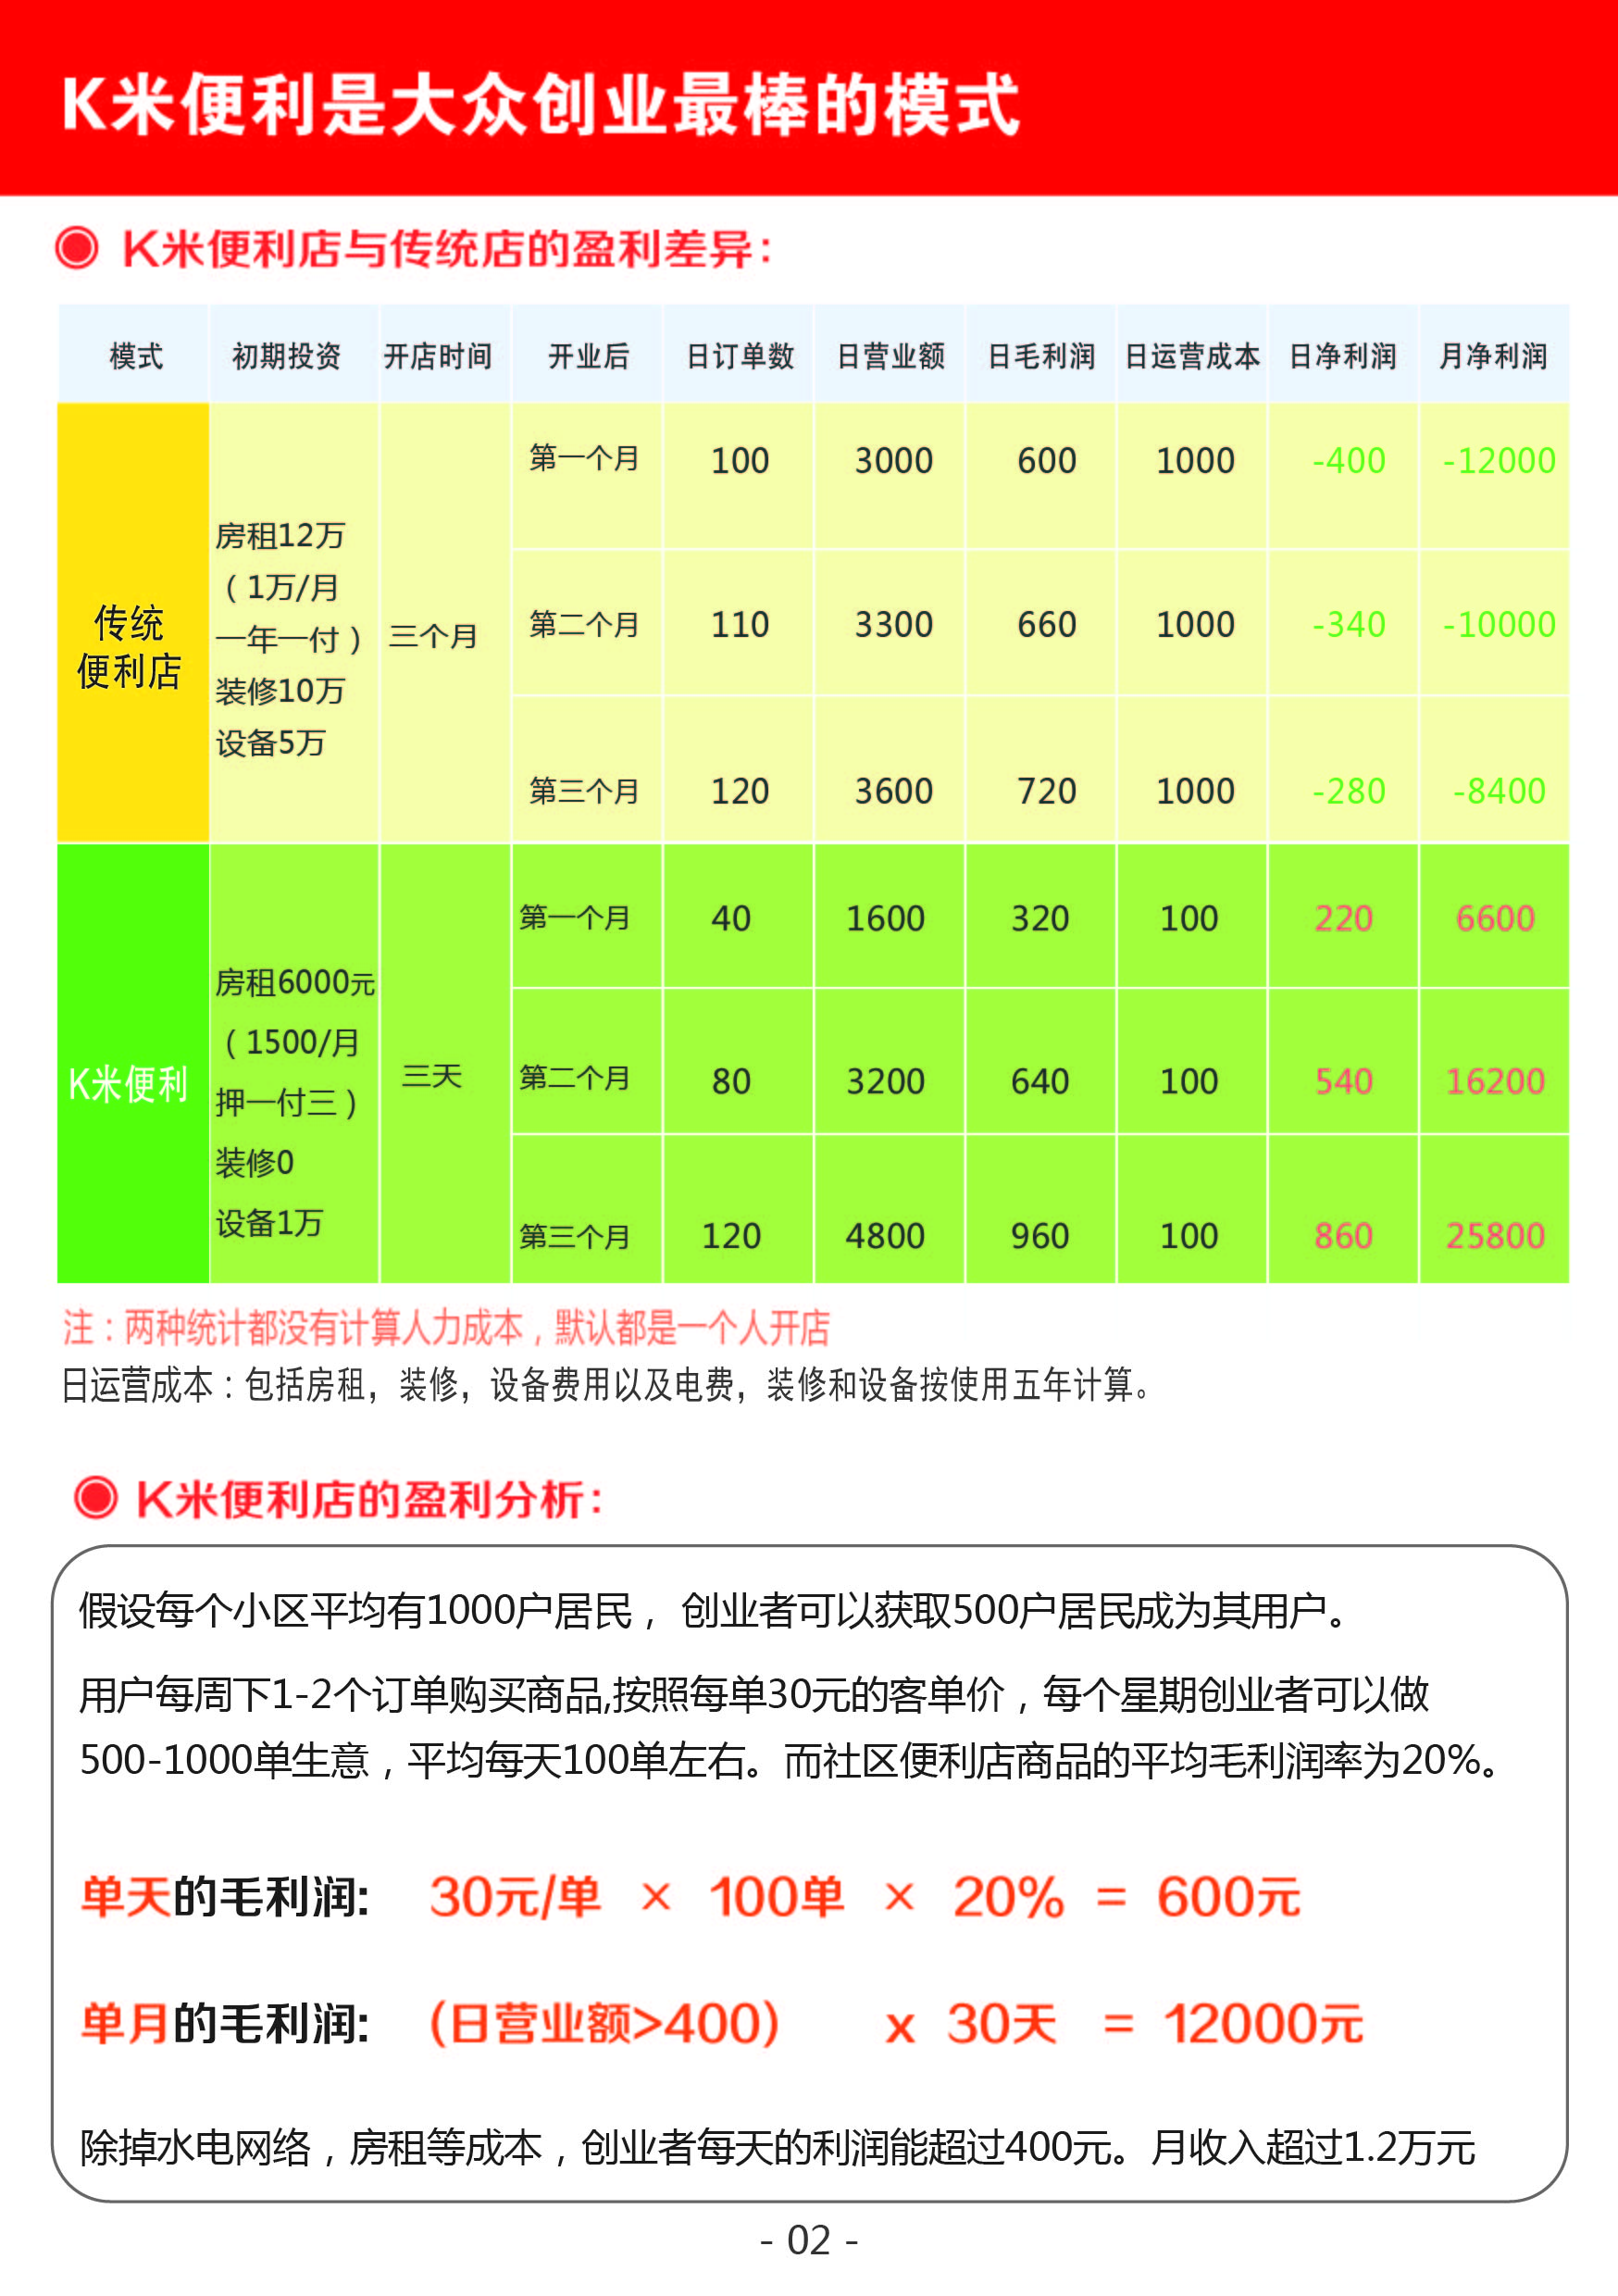 K米便利是大众创业最棒的模式
K米便利店与传统店的盈利差异：
模式 初期投资 开店时间 开业后 日订单数 日营业额 日毛利润 日运营成本 日净利润 月净利润
传统
便利店
房租12万
（1万/月
一年一付）
装修10万
设备5万
三个月
第一个月 100 3000 600 1000 -400 -12000
第二个月 110 3300 660 1000 -340 -10000
第三个月 120 3600 720 1000 -280 -8400
K米便利
房租6000元
（1500/月
押一付三）
装修0
设备1万
三天
第一个月 40 1600 320 100 220 6600
第二个月 80 3200 640 100 540 16200
第三个月 120 4800 960 100 860 25800
注：两种统计都没有计算人力成本，默认都是一个人开店
日运营成本：包括房租，装修，设备费用以及电费，装修和设备按使用五年计算。
K米便利店的盈利分析：
假设每个小区平均有1000户居民， 创业者可以获取500户居民成为其用户。
用户每周下1-2个订单购买商品,按照每单30元的客单价，每个星期创业者可以做
500-1000单生意，平均每天100单左右。而社区便利店商品的平均毛利润率为20%。
单天的毛利润: 30元/单 × 100单 × 20% = 600元
单月的毛利润: (日营业额>400) x 30天 = 12000元
除掉水电网络，房租等成本，创业者每天的利润能超过400元。月收入超过1.2万元
- 02 -